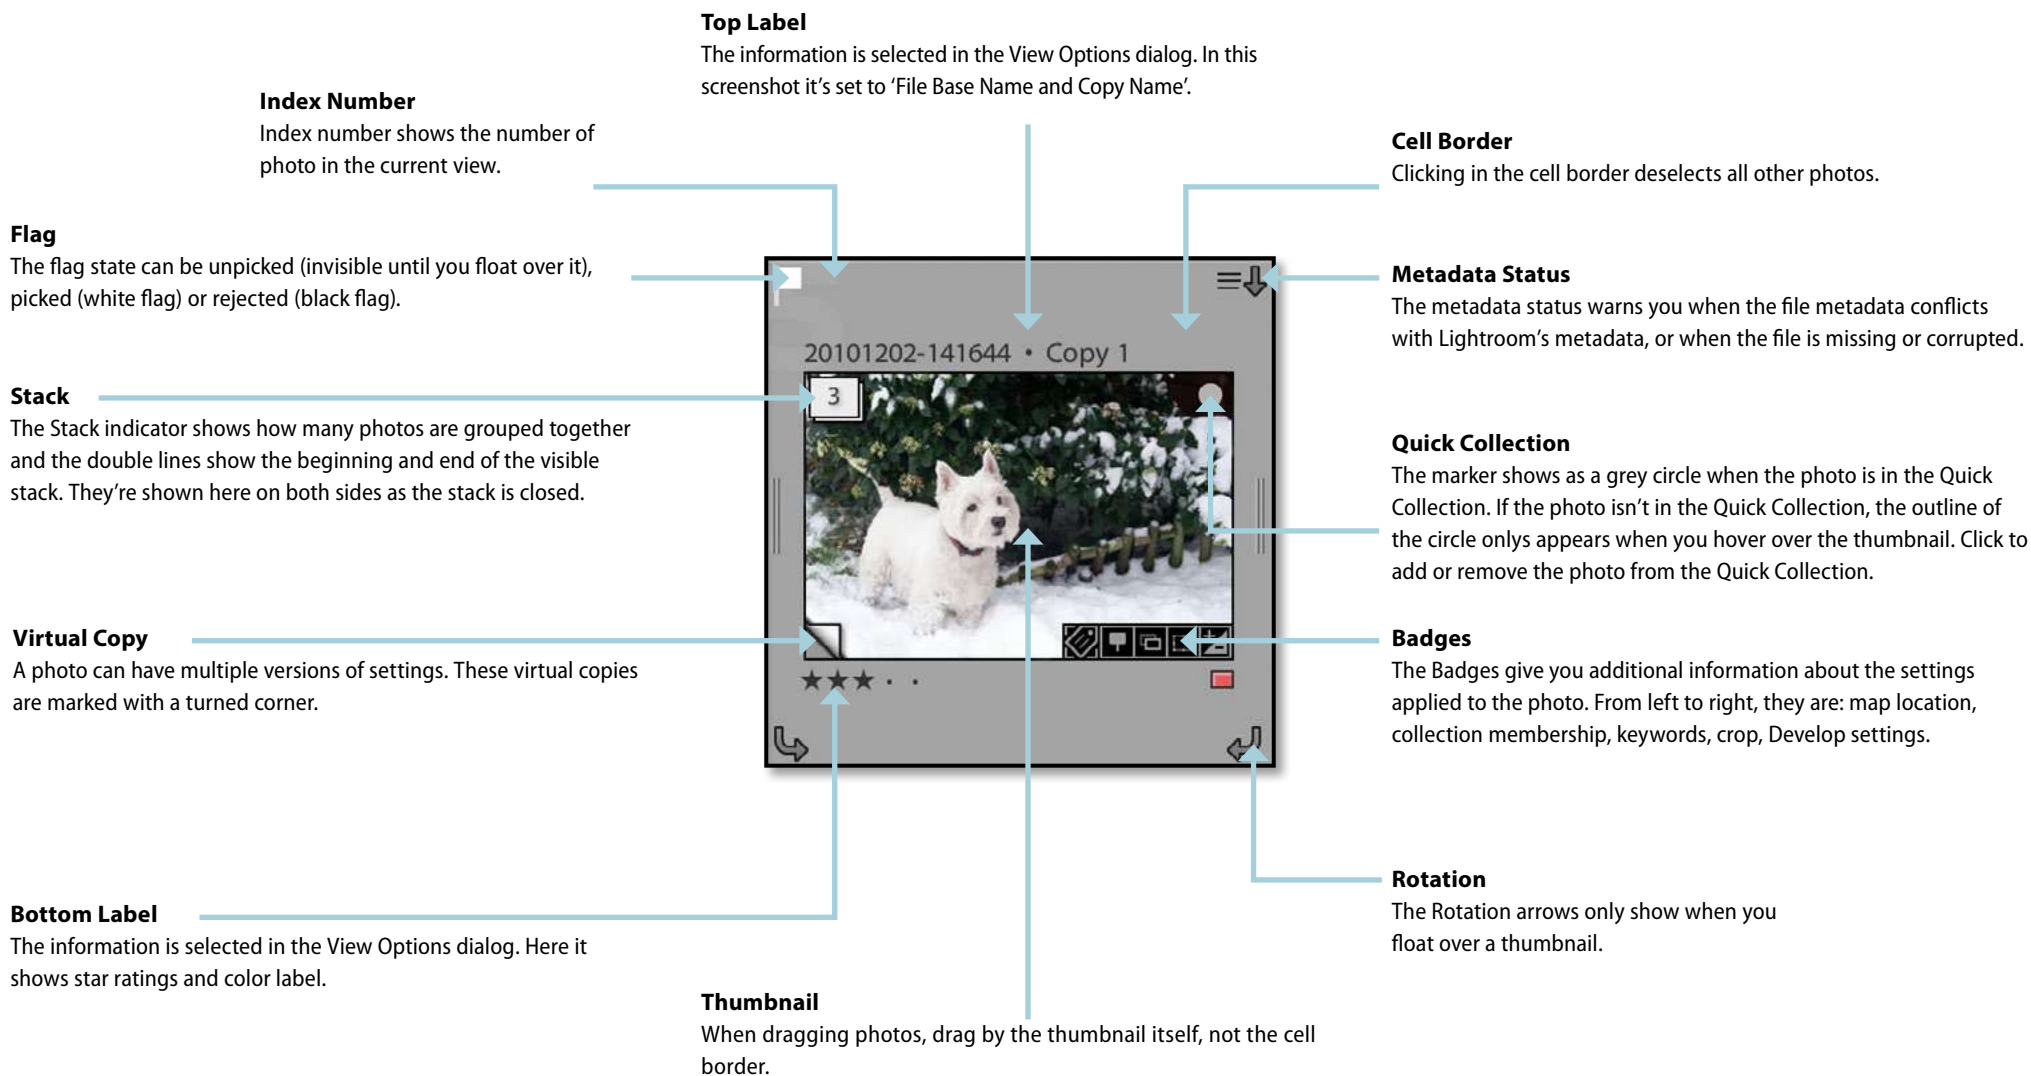 Top Label
The information is selected in the View Options dialog. In this
screenshot it's set to ‘File Base Name and Copy Name’.
Index Number
Index number shows the number of
photo in the current view.
Cell Border
Clicking in the cell border deselects all other photos.
Flag
The flag state can be unpicked (invisible until you float over it),
picked (white flag) or rejected (black flag).
Metadata Status
The metadata status warns you when the file metadata conflicts
with Lightroom's metadata, or when the file is missing or corrupted.
20101202-141644 • Copy 1
3
Stack
The Stack indicator shows how many photos are grouped together
and the double lines show the beginning and end of the visible
stack. They're shown here on both sides as the stack is closed.
Quick Collection
The marker shows as a grey circle when the photo is in the Quick
Collection. If the photo isn't in the Quick Collection, the outline of
the circle onlys appears when you hover over the thumbnail. Click to
add or remove the photo from the Quick Collection.
Virtual Copy
A photo can have multiple versions of settings. These virtual copies
are marked with a turned corner.
Badges
The Badges give you additional information about the settings
applied to the photo. From left to right, they are: map location,
collection membership, keywords, crop, Develop settings.
Rotation
The Rotation arrows only show when you
float over a thumbnail.
Bottom Label
The information is selected in the View Options dialog. Here it
shows star ratings and color label.
Thumbnail
When dragging photos, drag by the thumbnail itself, not the cell
border.